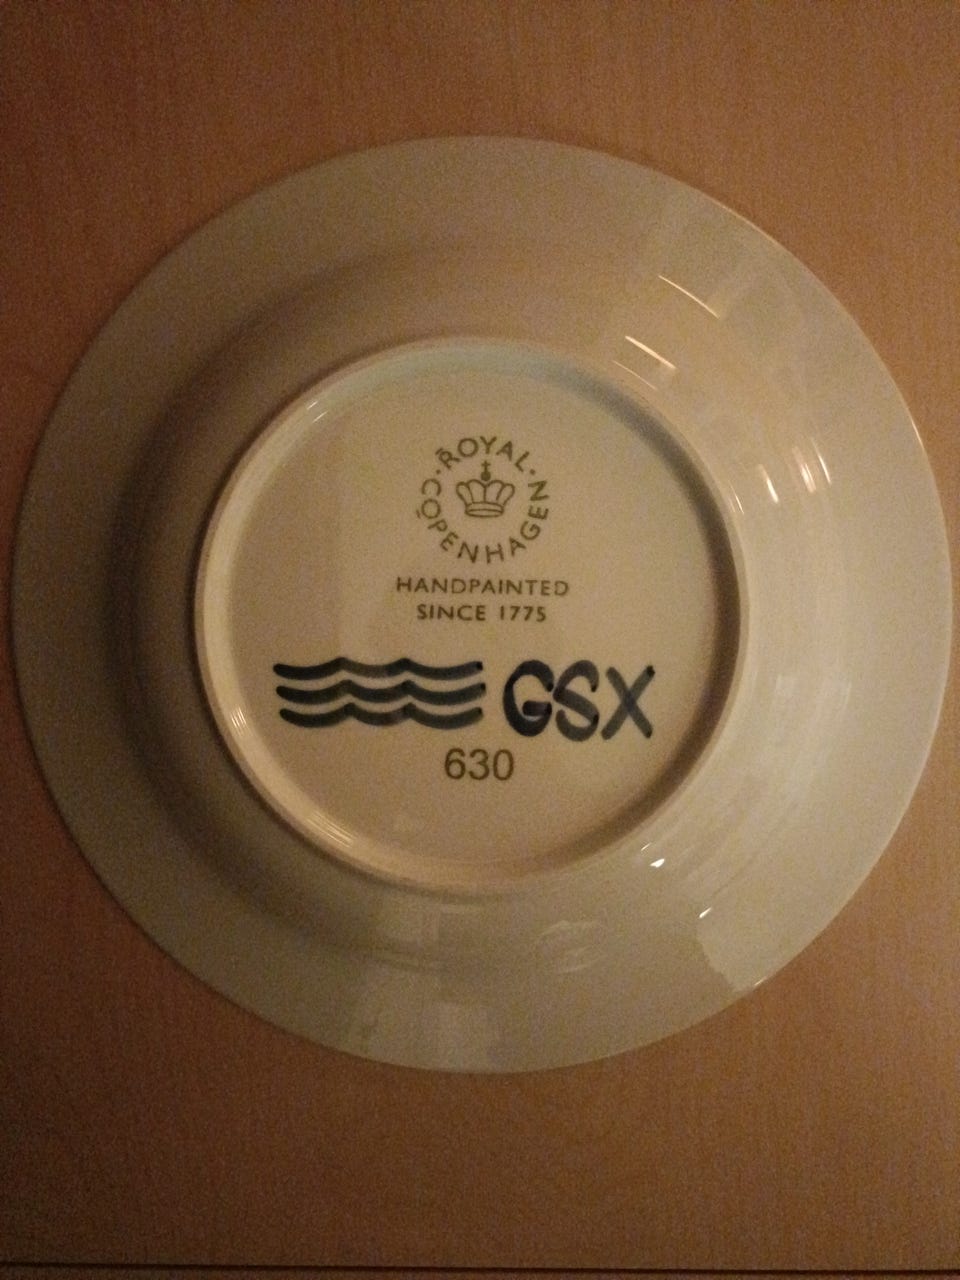 ROYAL
COPENHAGEN
HANDPAINTED
SINCE 1775
GSX
630